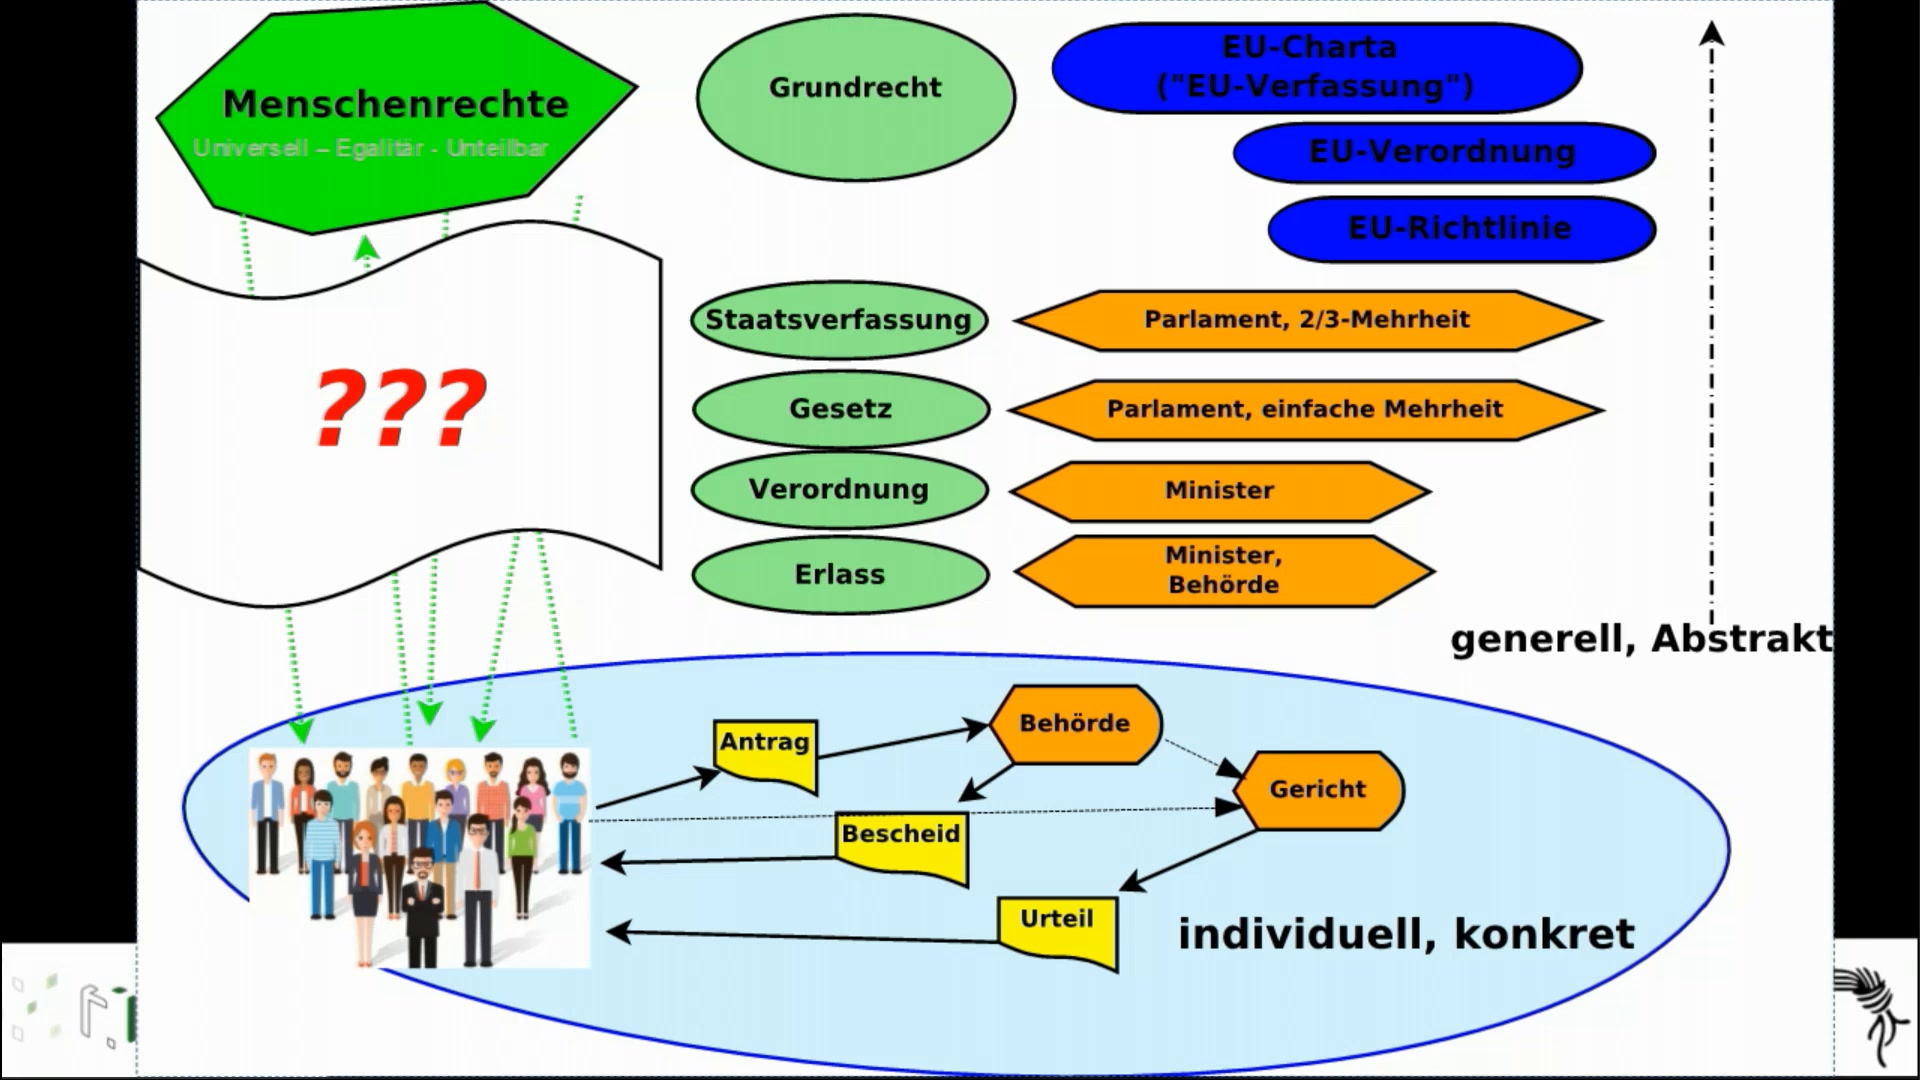 Menschenrechte
Universell – Egalitär - Unteilbar
Grundrecht
EU-Charta
("EU-Verfassung")
EU-Verordnung
EU-Richtlinie
???
Staatsverfassung
Parlament, 2/3-Mehrheit
Gesetz
Parlament, einfache Mehrheit
Verordnung
Minister
Erlass
Minister,
Behörde
generell, Abstrakt
Antrag
Behörde
Gericht
Bescheid
Urteil
individuell, konkret